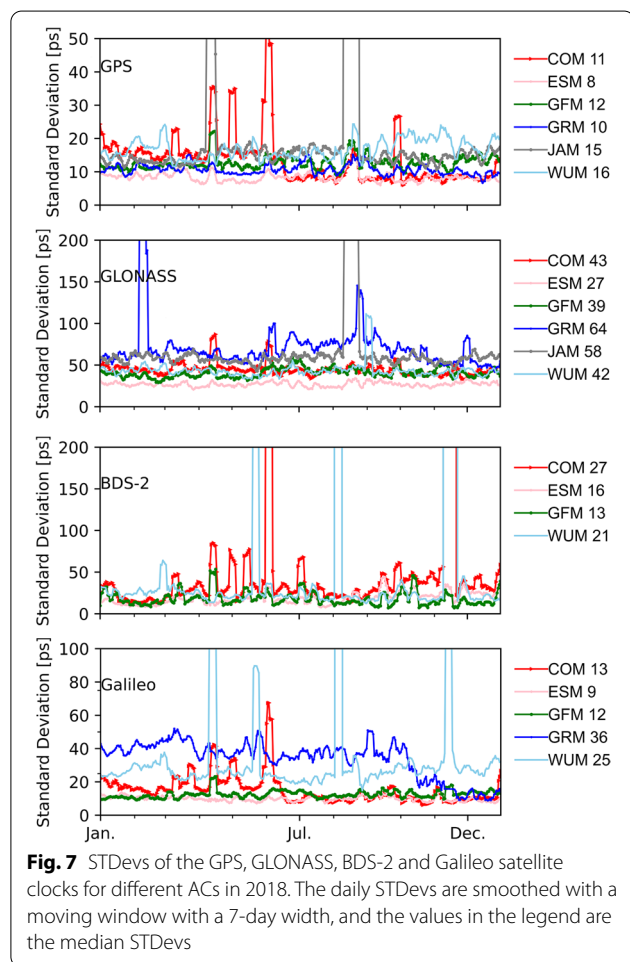 Standard Deviation [ps]
50
40
30
20
10
0
GPS
COM 11
ESM 8
GFM 12
GRM 10
JAM 15
WUM 16
Standard Deviation [ps]
200
150
100
50
0
GLONASS
COM 43
ESM 27
GFM 39
GRM 64
JAM 58
WUM 42
Standard Deviation [ps]
200
150
100
50
0
BDS-2
COM 27
ESM 16
GFM 13
WUM 21
Standard Deviation [ps]
100
80
60
40
20
0
Galileo
COM 13
ESM 9
GFM 12
GRM 36
WUM 25
Jan. Jul. Dec.
Fig. 7 STDevs of the GPS, GLONASS, BDS-2 and Galileo satellite
clocks for different ACs in 2018. The daily STDevs are smoothed with a
moving window with a 7-day width, and the values in the legend are
the median STDevs